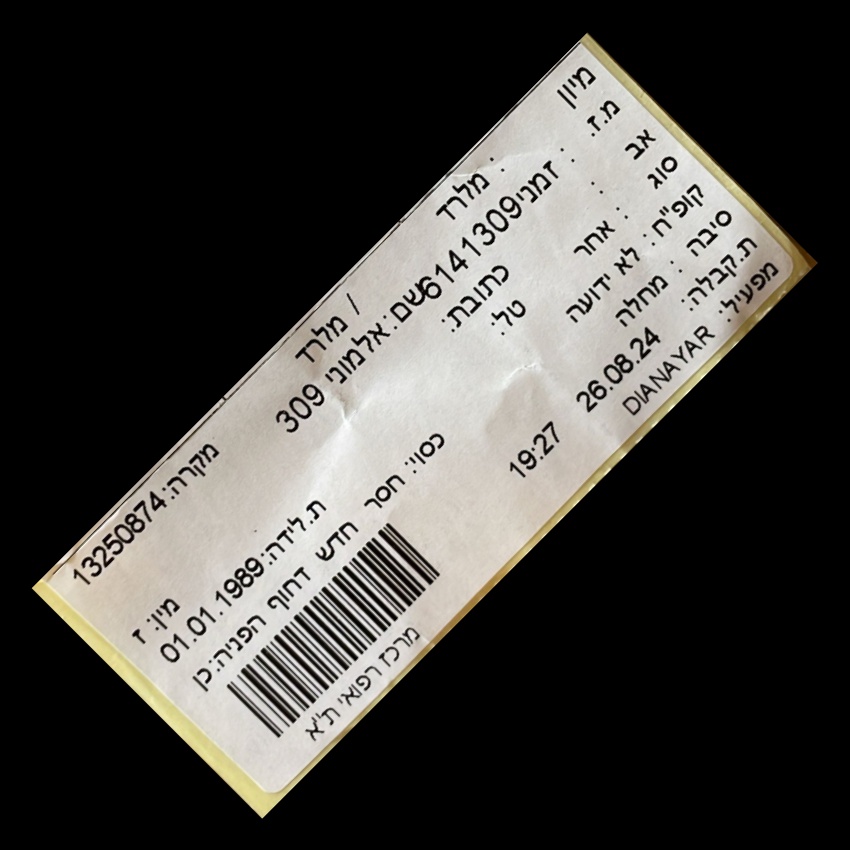 מיון : מלרד / מלרד מקרה: 13250874
מ.ז. : זמני6141309 שם: אלמוני 309 מין: ז
אב : כתובת: ת.לידה: 01.01.1989
סוג : אחר טל: כסוי: חסר חדש דחוף הפניה: כן
קופ"ח : לא ידועה
סיבה : מחלה
ת.קבלה: 26.08.24 19:27
מפעיל: DIANAYAR מרכז רפואי ת"א